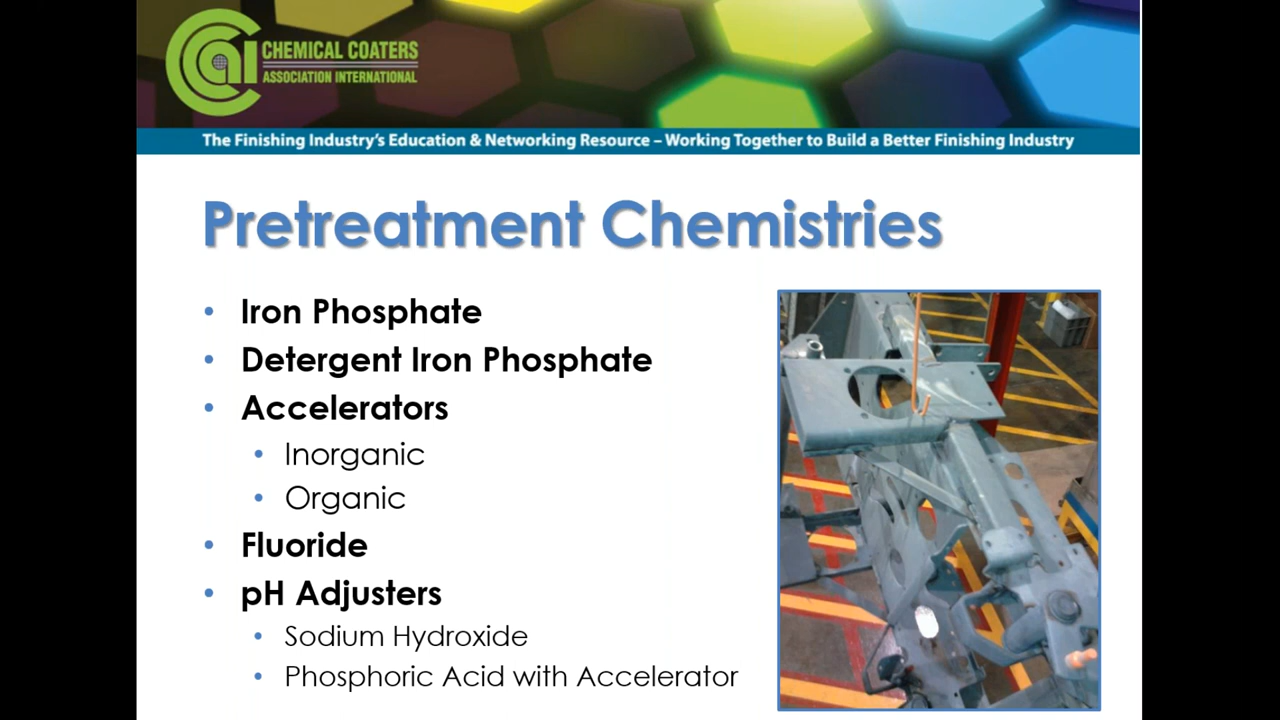 CHEMICAL COATERS
ASSOCIATION INTERNATIONAL
The Finishing Industry's Education & Networking Resource – Working Together to Build a Better Finishing Industry
Pretreatment Chemistries
• Iron Phosphate
• Detergent Iron Phosphate
• Accelerators
• Inorganic
• Organic
• Fluoride
• pH Adjusters
• Sodium Hydroxide
• Phosphoric Acid with Accelerator